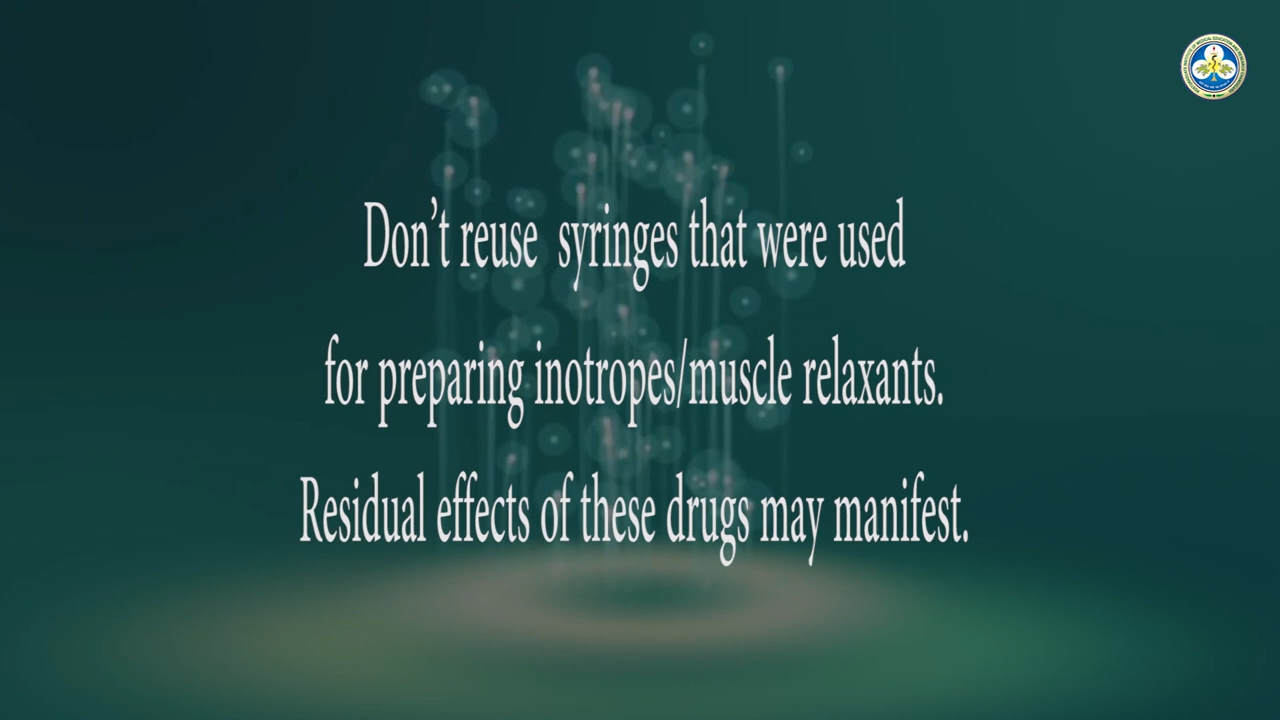 Don’t reuse  syringes that were used
for preparing inotropes/muscle relaxants.
Residual effects of these drugs may manifest.